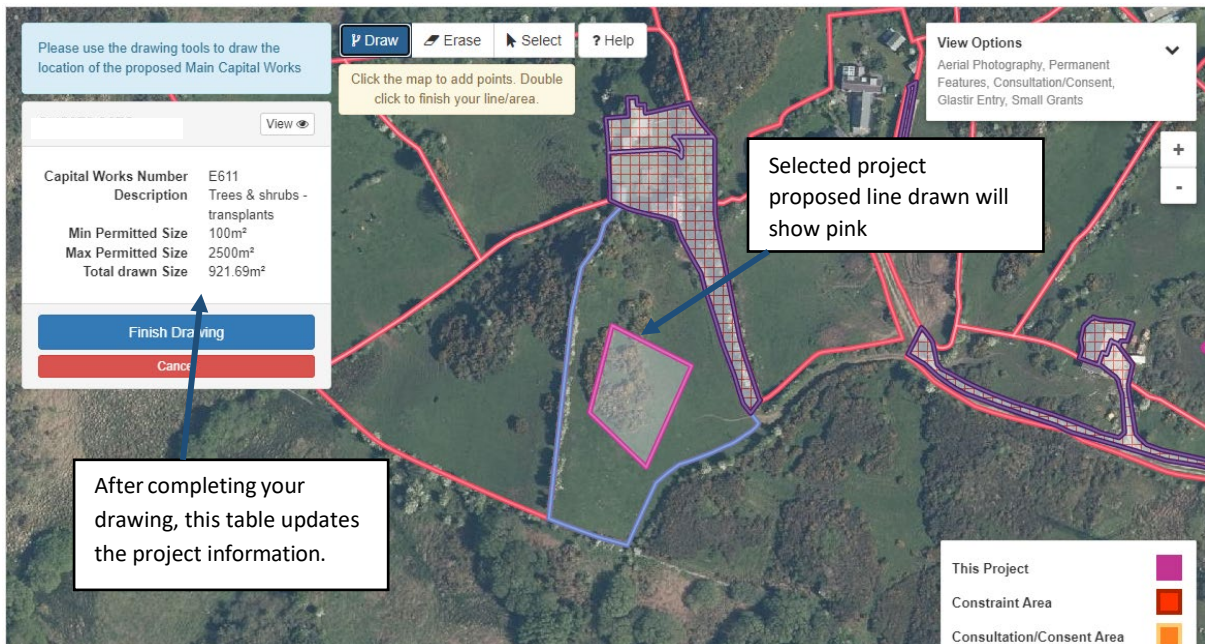 Please use the drawing tools to draw the
location of the proposed Main Capital Works
Draw
Erase
Select
? Help
Click the map to add points. Double
click to finish your line/area.
View Options
Aerial Photography, Permanent
Features, Consultation/Consent,
Glastir Entry, Small Grants
+
-
View
Capital Works Number E611
Description Trees & shrubs -
transplants
Min Permitted Size 100m²
Max Permitted Size 2500m²
Total drawn Size 921.69m²
Finish Drawing
Cance
Selected project
proposed line drawn will
show pink
After completing your
drawing, this table updates
the project information.
This Project
Constraint Area
Consultation/Consent Area